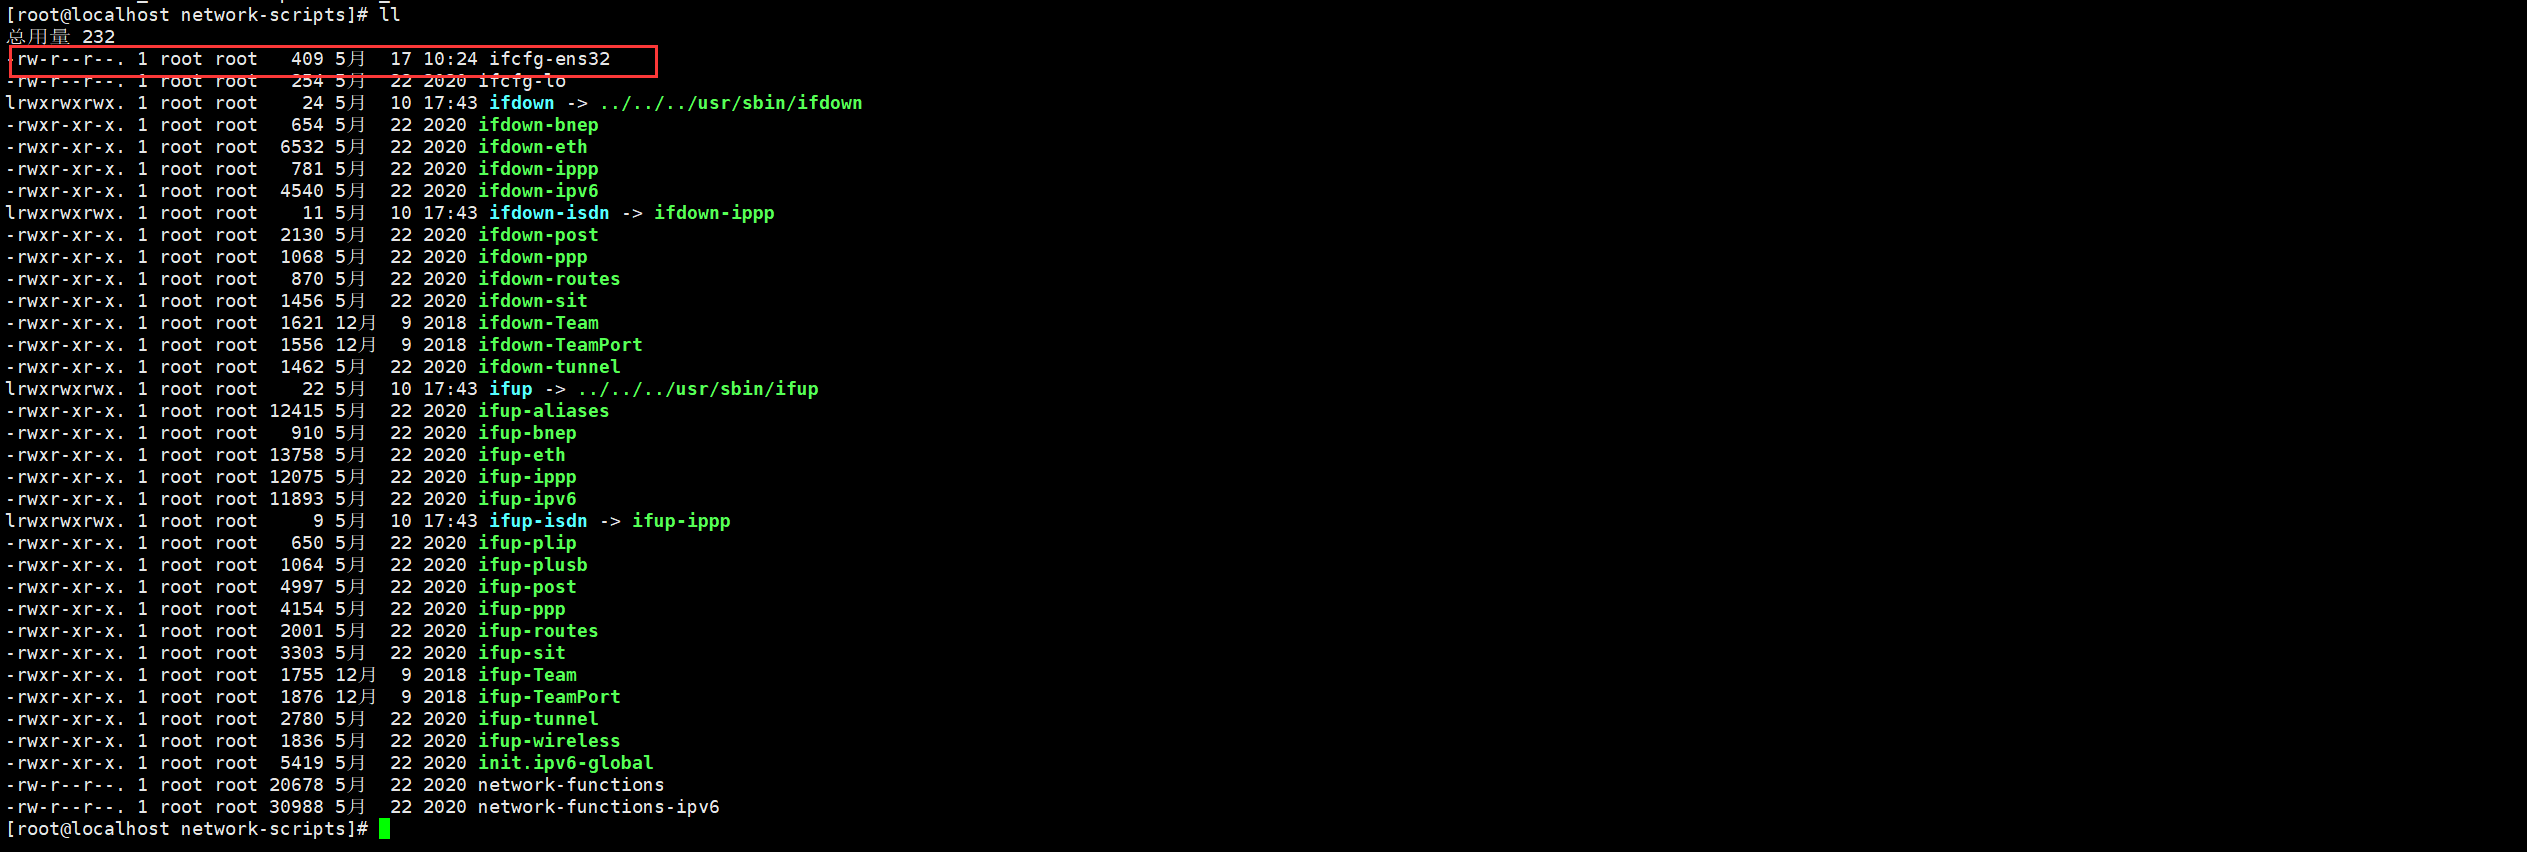 [root@localhost network-scripts]# ll
总用量 232
-rw-r--r--. 1 root root   409 5月  17 10:24 ifcfg-ens32
-rw-r--r--. 1 root root   254 5月  22 2020 ifcfg-lo
lrwxrwxrwx. 1 root root    24 5月  10 17:43 ifdown -> ../../../usr/sbin/ifdown
-rwxr-xr-x. 1 root root   654 5月  22 2020 ifdown-bnep
-rwxr-xr-x. 1 root root  6532 5月  22 2020 ifdown-eth
-rwxr-xr-x. 1 root root   781 5月  22 2020 ifdown-ippp
-rwxr-xr-x. 1 root root  4540 5月  22 2020 ifdown-ipv6
lrwxrwxrwx. 1 root root    11 5月  10 17:43 ifdown-isdn -> ifdown-ippp
-rwxr-xr-x. 1 root root  2130 5月  22 2020 ifdown-post
-rwxr-xr-x. 1 root root  1068 5月  22 2020 ifdown-ppp
-rwxr-xr-x. 1 root root   870 5月  22 2020 ifdown-routes
-rwxr-xr-x. 1 root root  1456 5月  22 2020 ifdown-sit
-rwxr-xr-x. 1 root root  1621 12月  9 2018 ifdown-Team
-rwxr-xr-x. 1 root root  1556 12月  9 2018 ifdown-TeamPort
-rwxr-xr-x. 1 root root  1462 5月  22 2020 ifdown-tunnel
lrwxrwxrwx. 1 root root    22 5月  10 17:43 ifup -> ../../../usr/sbin/ifup
-rwxr-xr-x. 1 root root 12415 5月  22 2020 ifup-aliases
-rwxr-xr-x. 1 root root   910 5月  22 2020 ifup-bnep
-rwxr-xr-x. 1 root root 13758 5月  22 2020 ifup-eth
-rwxr-xr-x. 1 root root 12075 5月  22 2020 ifup-ippp
-rwxr-xr-x. 1 root root 11893 5月  22 2020 ifup-ipv6
lrwxrwxrwx. 1 root root     9 5月  10 17:43 ifup-isdn -> ifup-ippp
-rwxr-xr-x. 1 root root   650 5月  22 2020 ifup-plip
-rwxr-xr-x. 1 root root  1064 5月  22 2020 ifup-plusb
-rwxr-xr-x. 1 root root  4997 5月  22 2020 ifup-post
-rwxr-xr-x. 1 root root  4154 5月  22 2020 ifup-ppp
-rwxr-xr-x. 1 root root  2001 5月  22 2020 ifup-routes
-rwxr-xr-x. 1 root root  3303 5月  22 2020 ifup-sit
-rwxr-xr-x. 1 root root  1755 12月  9 2018 ifup-Team
-rwxr-xr-x. 1 root root  1876 12月  9 2018 ifup-TeamPort
-rwxr-xr-x. 1 root root  2780 5月  22 2020 ifup-tunnel
-rwxr-xr-x. 1 root root  1836 5月  22 2020 ifup-wireless
-rwxr-xr-x. 1 root root  5419 5月  22 2020 init.ipv6-global
-rw-r--r--. 1 root root 20678 5月  22 2020 network-functions
-rw-r--r--. 1 root root 30988 5月  22 2020 network-functions-ipv6
[root@localhost network-scripts]#